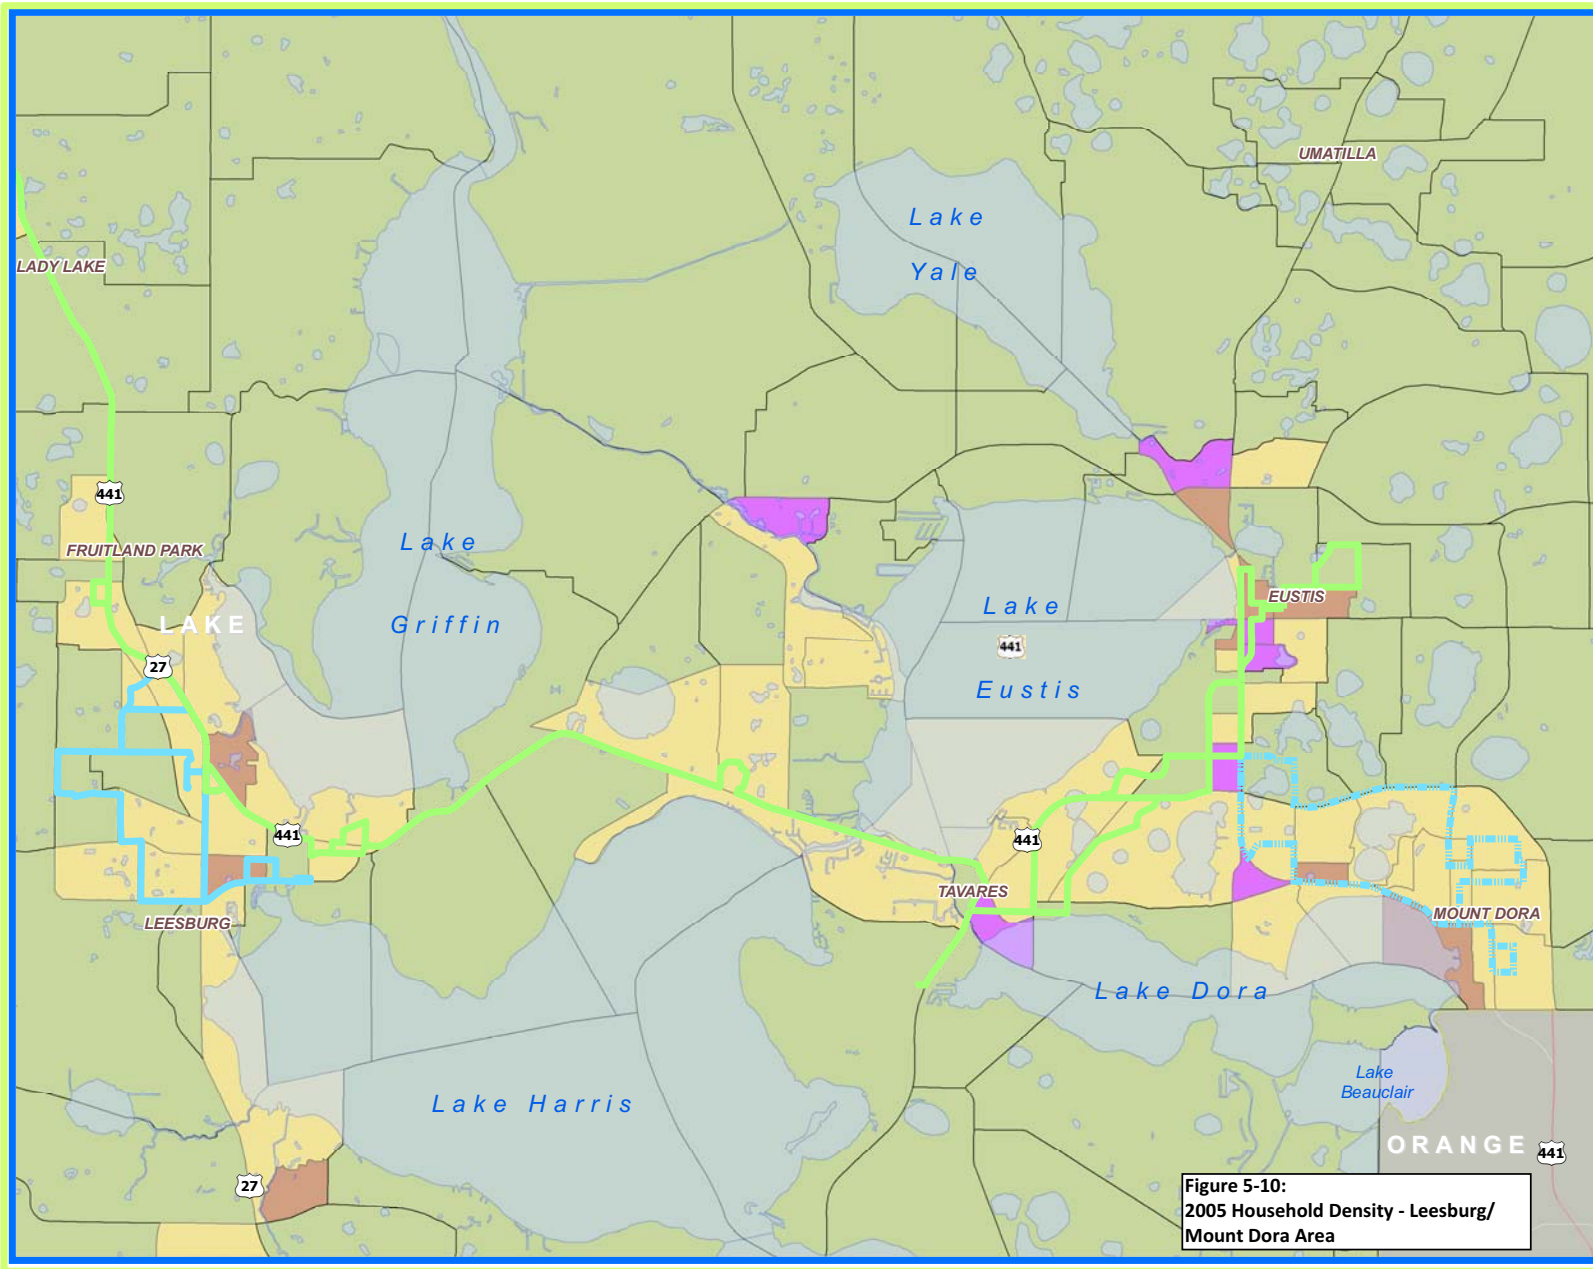 UMATILLA
Lake
Yale
LADY LAKE
441
FRUITLAND PARK
Lake
Griffin
LAKE
27
Lake
441
Eustis
EUSTIS
441
441
TAVARES
LEESBURG
MOUNT DORA
Lake Dora
Lake Harris
Lake
Beauclair
ORANGE
441
27
Figure 5-10:
2005 Household Density - Leesburg/
Mount Dora Area